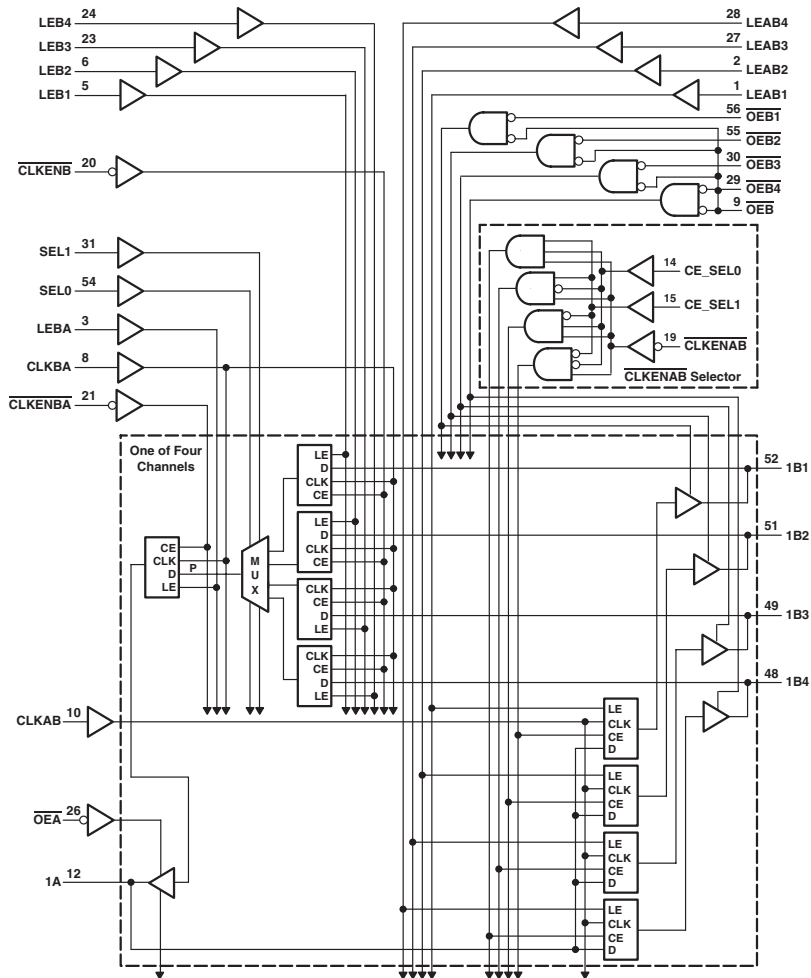 LEB4 24
LEB3 23
LEB2 6
LEB1 5
CLKENB 20
SEL1 31
SEL0 54
LEBA 3
CLKBA 8
CLKENBA 21
28 LEAB4
27 LEAB3
2 LEAB2
1 LEAB1
56 OEB1
55 OEB2
30 OEB3
29 OEB4
9 OEB
14 CE_SEL0
15 CE_SEL1
19 CLKENAB
CLKENAB Selector
One of Four
Channels
LE
D
CLK
CE
LE
D
CLK
CE
CLK
CE
D
LE
CLK
CE
D
LE
CE
CLK
D
LE
P
M
U
X
52 1B1
51 1B2
49 1B3
48 1B4
CLKAB 10
OEA 26
1A 12
LE
CLK
CE
D
LE
CLK
CE
D
LE
CLK
CE
D
LE
CLK
CE
D